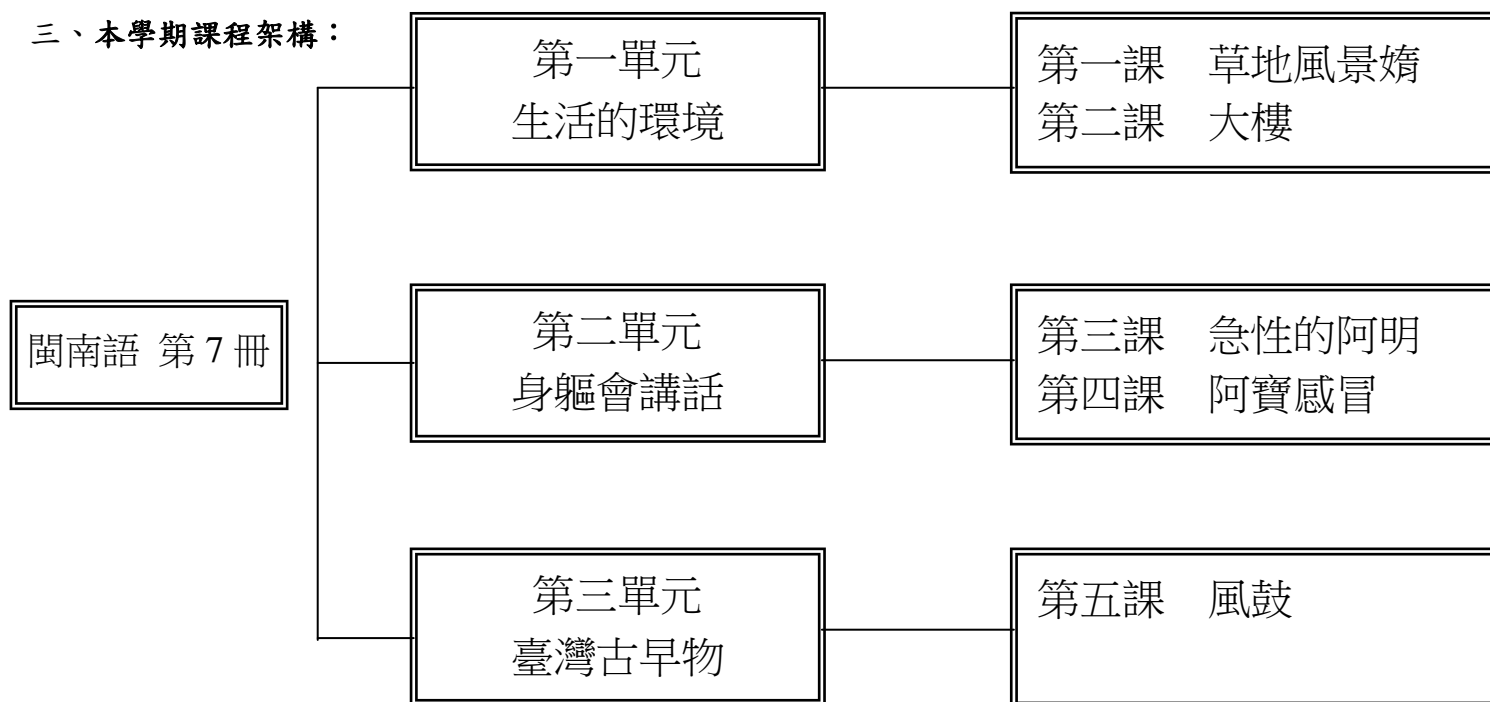 三、本學期課程架構：
第一單元
生活的環境
第一課　草地風景媠
第二課　大樓
閩南語 第 7 冊
第二單元
身軀會講話
第三課　急性的阿明
第四課　阿寶感冒
第三單元
臺灣古早物
第五課　風鼓